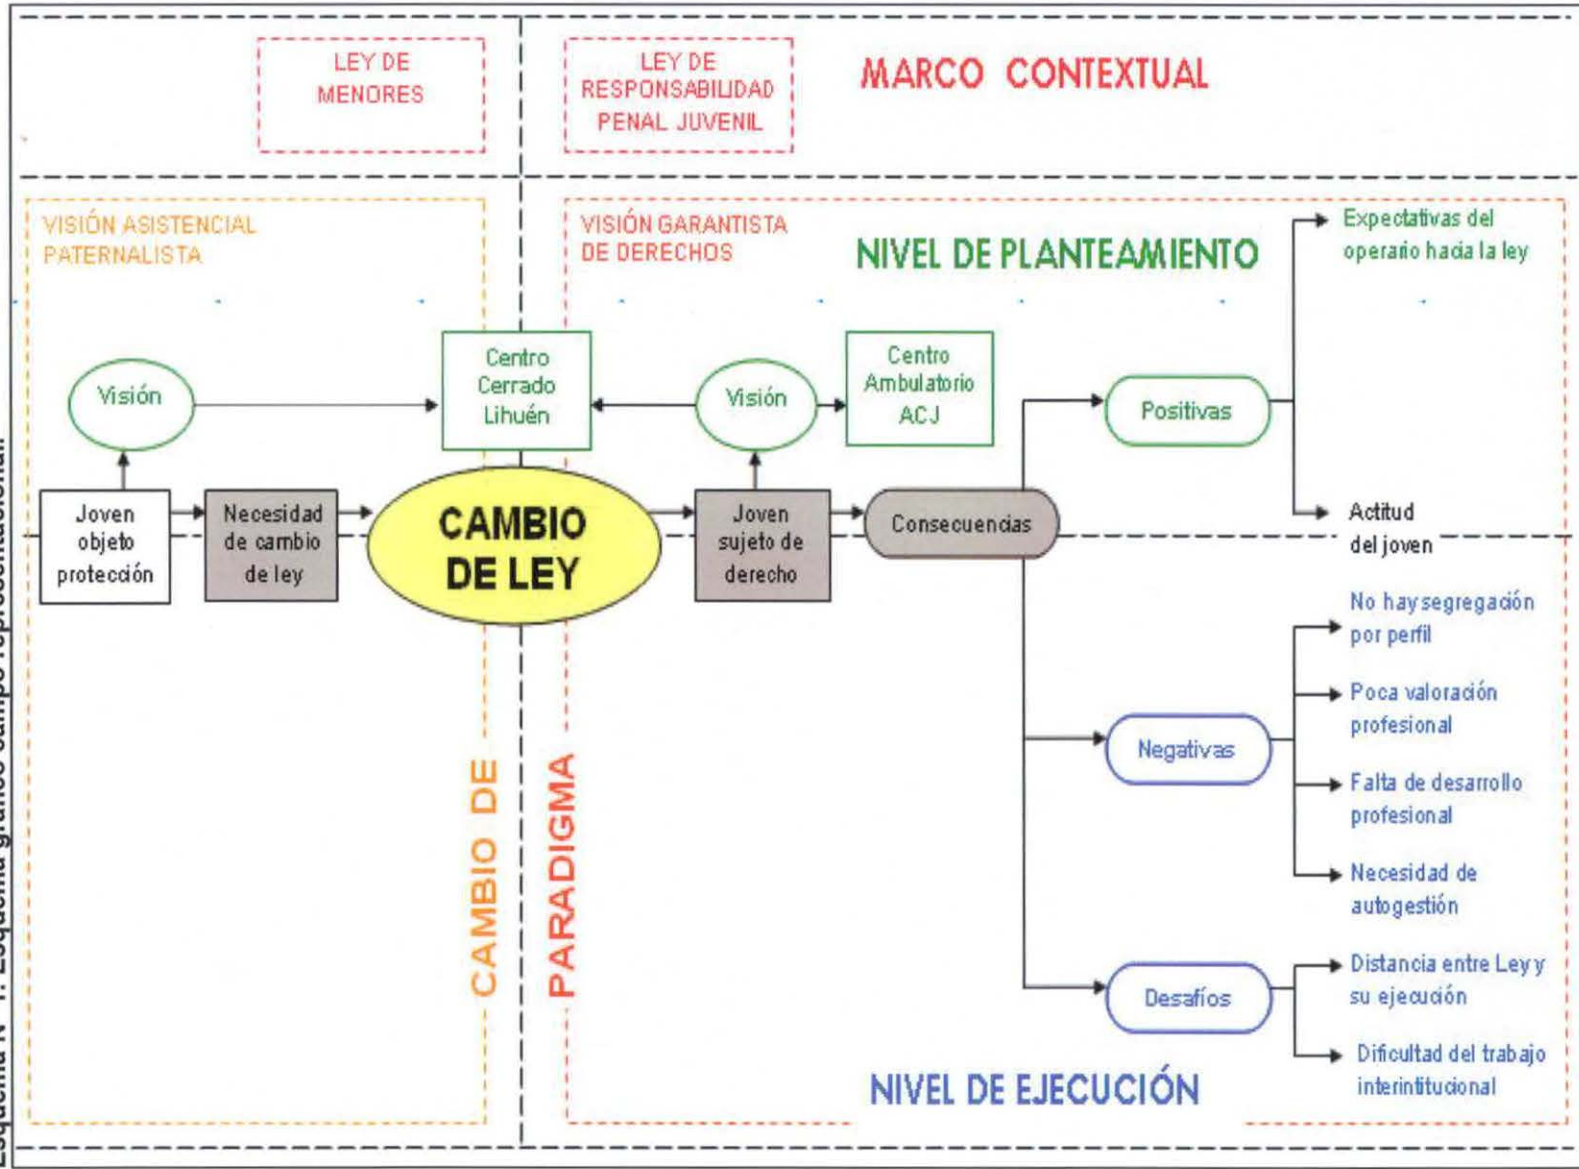 LEY DE
MENORES
LEY DE
RESPONSABILIDAD
PENAL JUVENIL
MARCO CONTEXTUAL
VISIÓN ASISTENCIAL
PATERNALISTA
VISIÓN GARANTISTA
DE DERECHOS
NIVEL DE PLANTEAMIENTO
Expectativas del
operario hacia la ley
Visión
Centro
Cerrado
Lihuén
Visión
Centro
Ambulatorio
ACJ
Positivas
Joven
objeto
protección
Necesidad
de cambio
de ley
CAMBIO
DE LEY
Joven
sujeto de
derecho
Consecuencias
Actitud
del joven
No hay segregación
por perfil
Poca valoración
profesional
Negativas
Falta de desarrollo
profesional
Necesidad de
autogestión
CAMBIO DE
PARADIGMA
Distancia entre Ley y
su ejecución
Desafíos
Dificultad del trabajo
interintitucional
NIVEL DE EJECUCIÓN